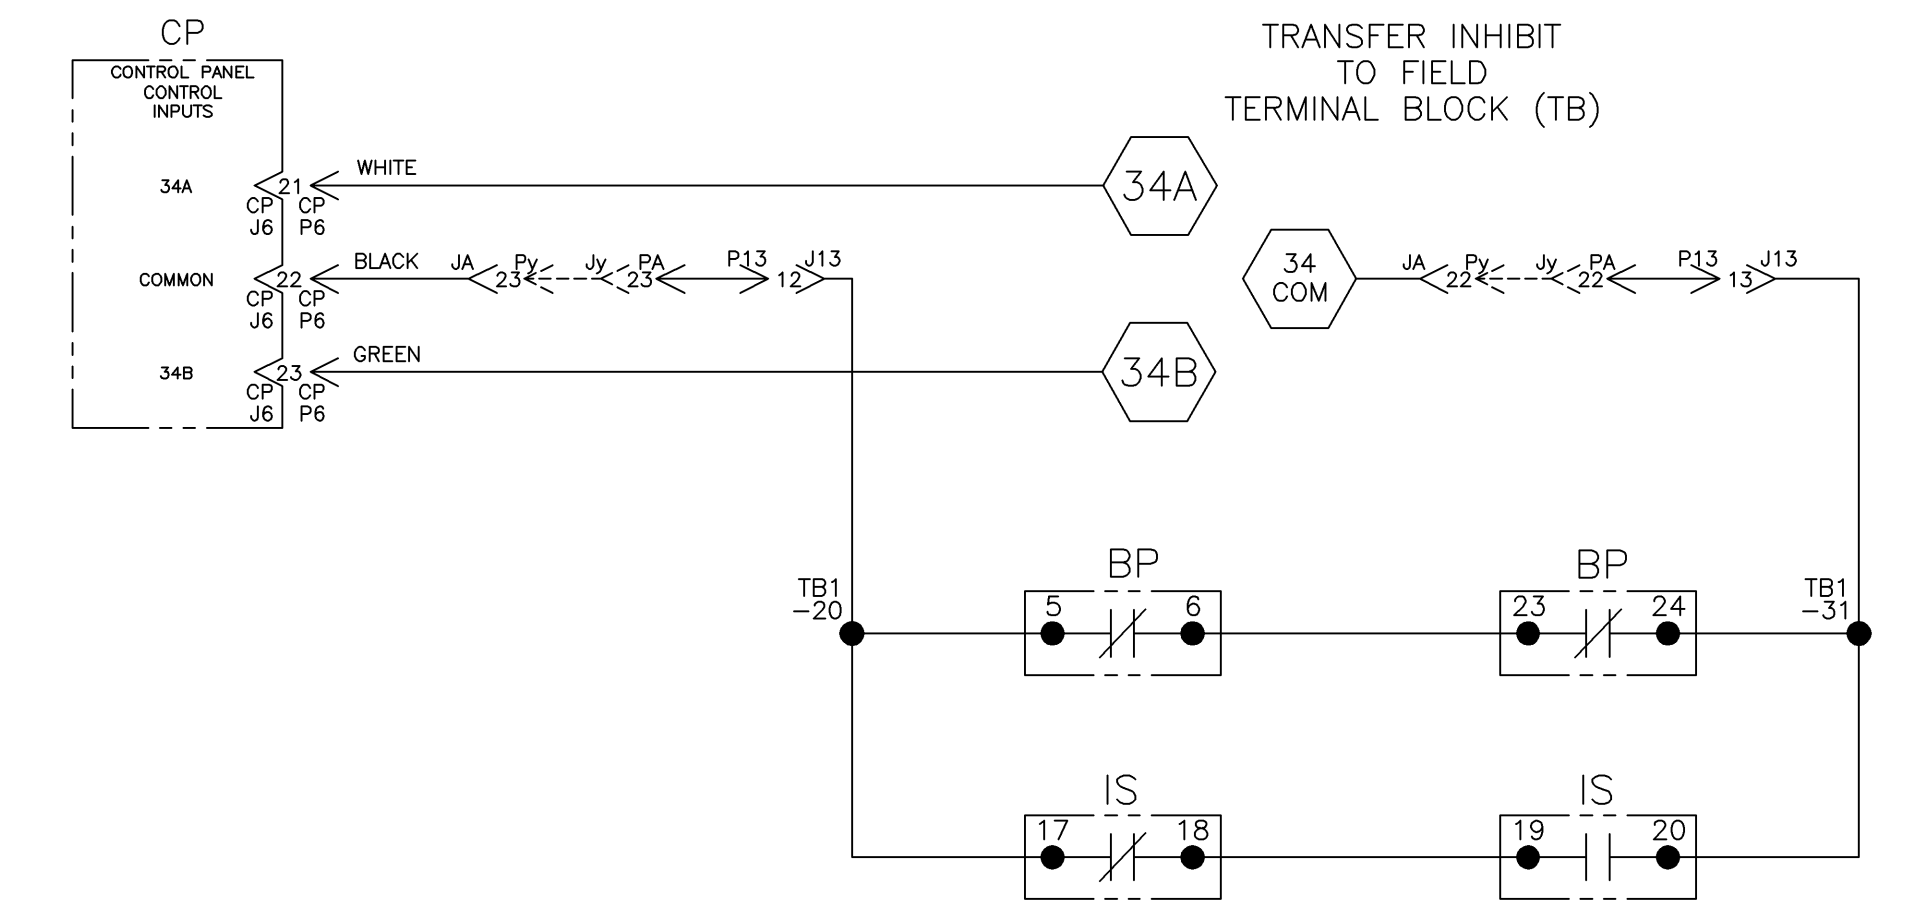 CP
CONTROL PANEL
CONTROL
INPUTS
TRANSFER INHIBIT
TO FIELD
TERMINAL BLOCK (TB)
34A 21 WHITE 34A
CP CP
J6 P6
COMMON 22 BLACK JA 23 Py Jy 23 PA P13 12 J13
CP CP
J6 P6
34 COM JA 22 Py Jy 22 PA P13 13 J13
34B 23 GREEN 34B
CP CP
J6 P6
TB1
-20
BP
5 6
BP
23 24
TB1
-31
IS
17 18
IS
19 20